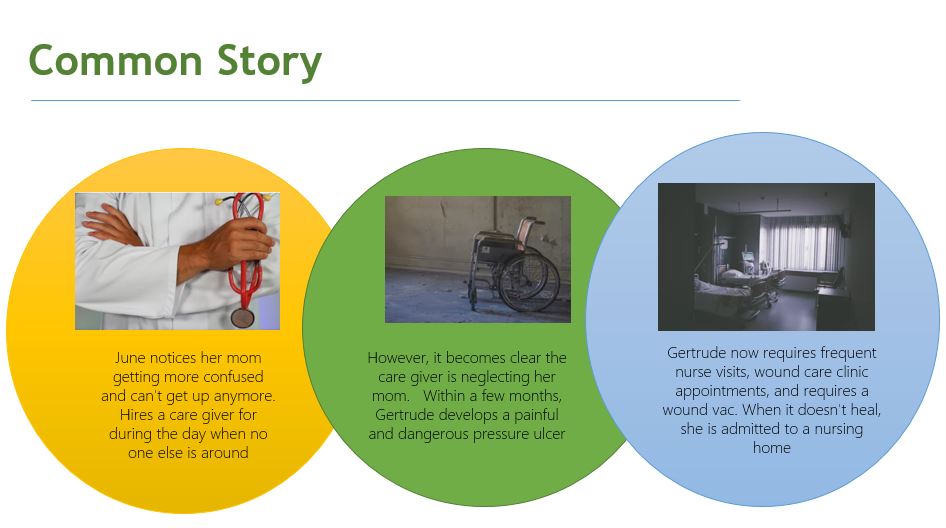 Common Story
June notices her mom
getting more confused
and can't get up anymore.
Hires a care giver for
during the day when no
one else is around
However, it becomes clear the
care giver is neglecting her
mom.   Within a few months,
Gertrude develops a painful
and dangerous pressure ulcer
Gertrude now requires frequent
nurse visits, wound care clinic
appointments, and requires a
wound vac. When it doesn't heal,
she is admitted to a nursing
home